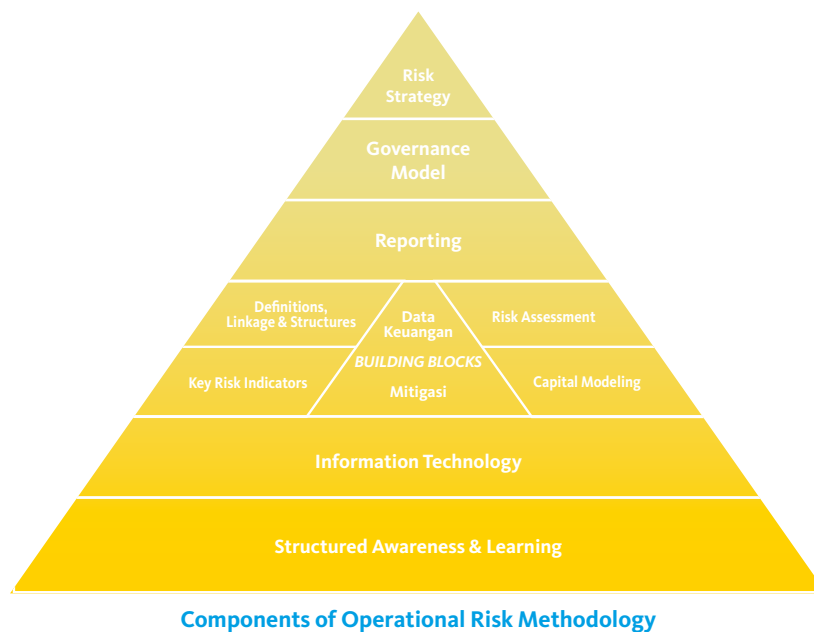 Risk
Strategy
Governance
Model
Reporting
Definitions,
Linkage & Structures
Data
Keuangan
Risk Assessment
BUILDING BLOCKS
Key Risk Indicators
Mitigasi
Capital Modeling
Information Technology
Structured Awareness & Learning
Components of Operational Risk Methodology